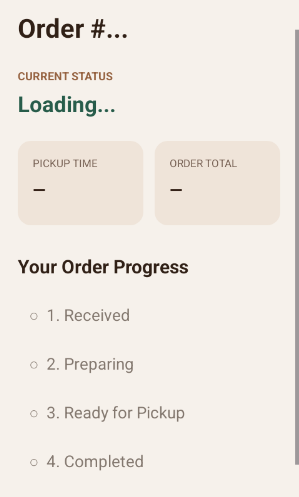 Order #...
CURRENT STATUS
Loading...
PICKUP TIME
ORDER TOTAL
—
—
Your Order Progress
○ 1. Received
○ 2. Preparing
○ 3. Ready for Pickup
○ 4. Completed